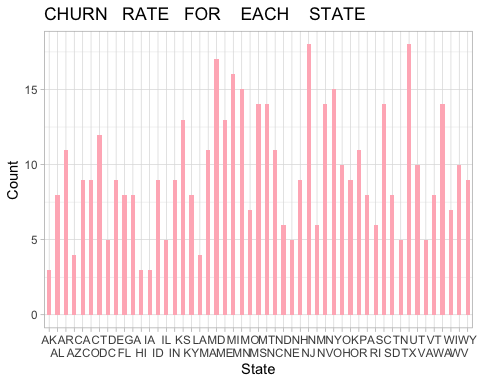 CHURN RATE FOR EACH STATE
15
10
5
0
Count
AK AR CA CT DE GA IA IL KS LA MD MI MO MT ND NH NM NY OK PA SC TN UT VT WI WY
AL AZ CO DC FL HI ID IN KY MA ME MN MS NC NE NJ NV OH OR RI SD TX VA WA WV
State